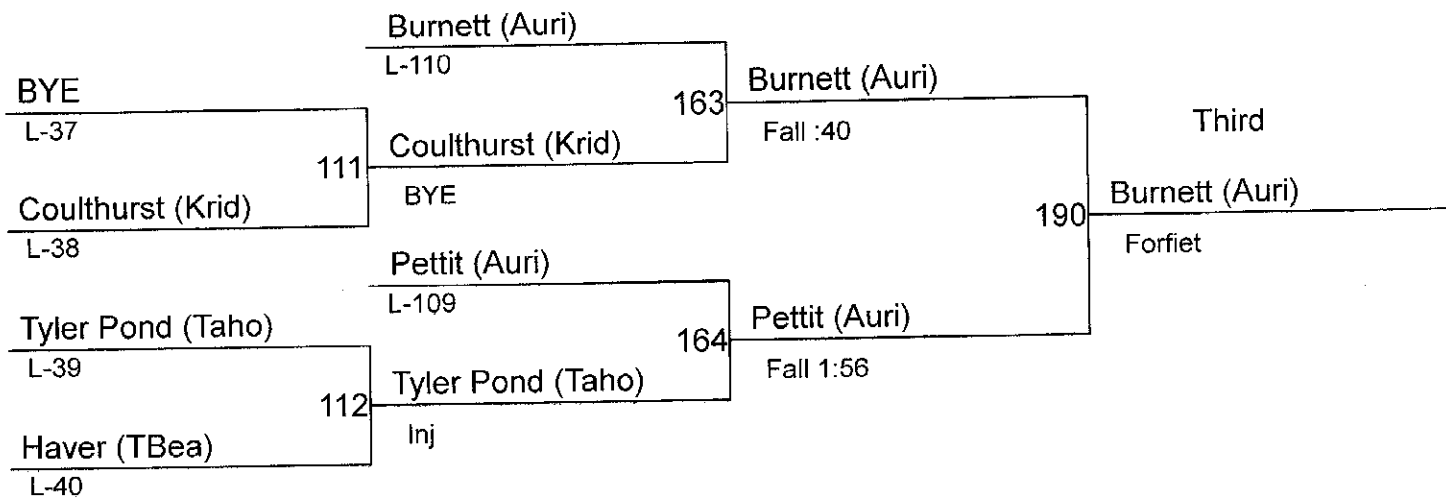 Burnett (Auri)
L-110
BYE
L-37
163
Burnett (Auri)
Fall :40
Third
111
Coulthurst (Krid)
BYE
Coulthurst (Krid)
L-38
190
Burnett (Auri)
Forfiet
Pettit (Auri)
L-109
Tyler Pond (Taho)
L-39
164
Pettit (Auri)
Fall 1:56
112
Tyler Pond (Taho)
Inj
Haver (TBea)
L-40